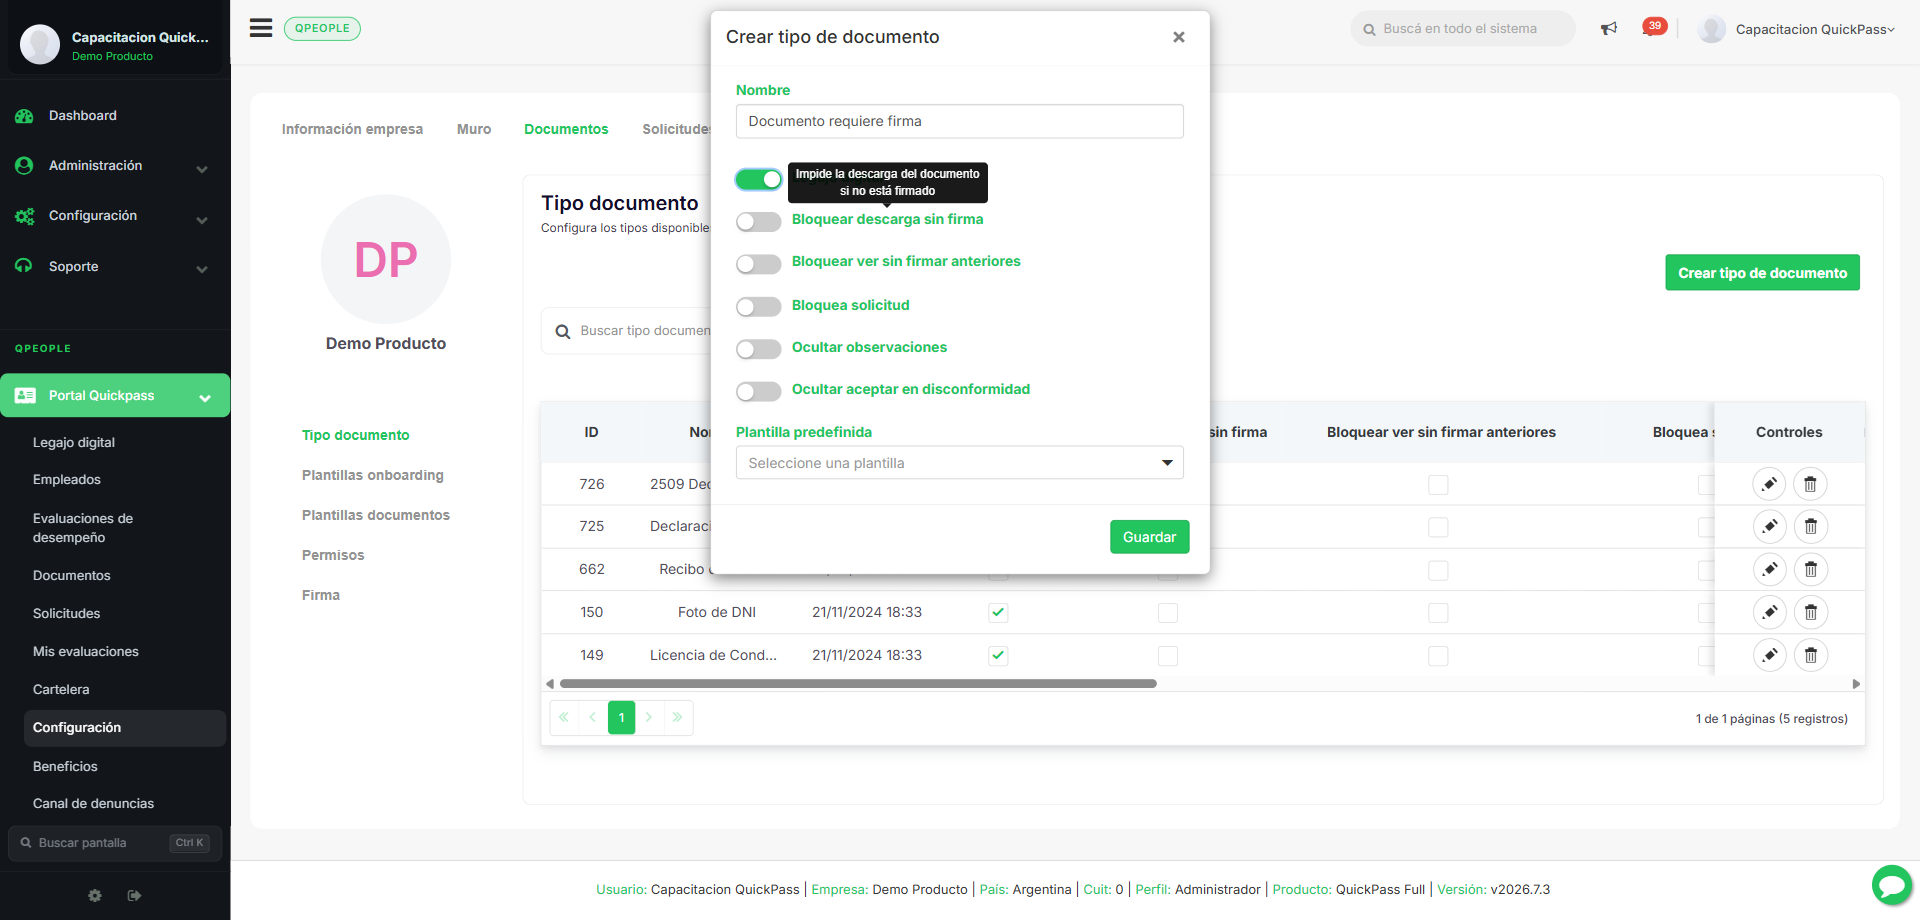 Capacitacion Quick...
Demo Producto
Dashboard
Administración
Configuración
Soporte
QPEOPLE
Portal Quickpass
Legajo digital
Empleados
Evaluaciones de
desempeño
Documentos
Solicitudes
Mis evaluaciones
Cartelera
Configuración
Beneficios
Canal de denuncias
Buscar pantalla
Ctrl K
QPEOPLE
Buscá en todo el sistema
39
Capacitacion QuickPass
Información empresa
Muro
Documentos
Solicitudes
DP
Demo Producto
Tipo documento
Plantillas onboarding
Plantillas documentos
Permisos
Firma
Tipo documento
Configura los tipos disponible
Crear tipo de documento
Buscar tipo documen
ID
No
sin firma
Bloquear ver sin firmar anteriores
Bloquea s
Controles
726
2509 Dec
725
Declaraci
662
Recibo
150
Foto de DNI
21/11/2024 18:33
149
Licencia de Cond...
21/11/2024 18:33
1
1 de 1 páginas (5 registros)
Crear tipo de documento
Nombre
Documento requiere firma
Impide la descarga del documento
si no está firmado
Bloquear descarga sin firma
Bloquear ver sin firmar anteriores
Bloquea solicitud
Ocultar observaciones
Ocultar aceptar en disconformidad
Plantilla predefinida
Seleccione una plantilla
Guardar
Usuario: Capacitacion QuickPass | Empresa: Demo Producto | País: Argentina | Cuit: 0 | Perfil: Administrador | Producto: QuickPass Full | Versión: v2026.7.3